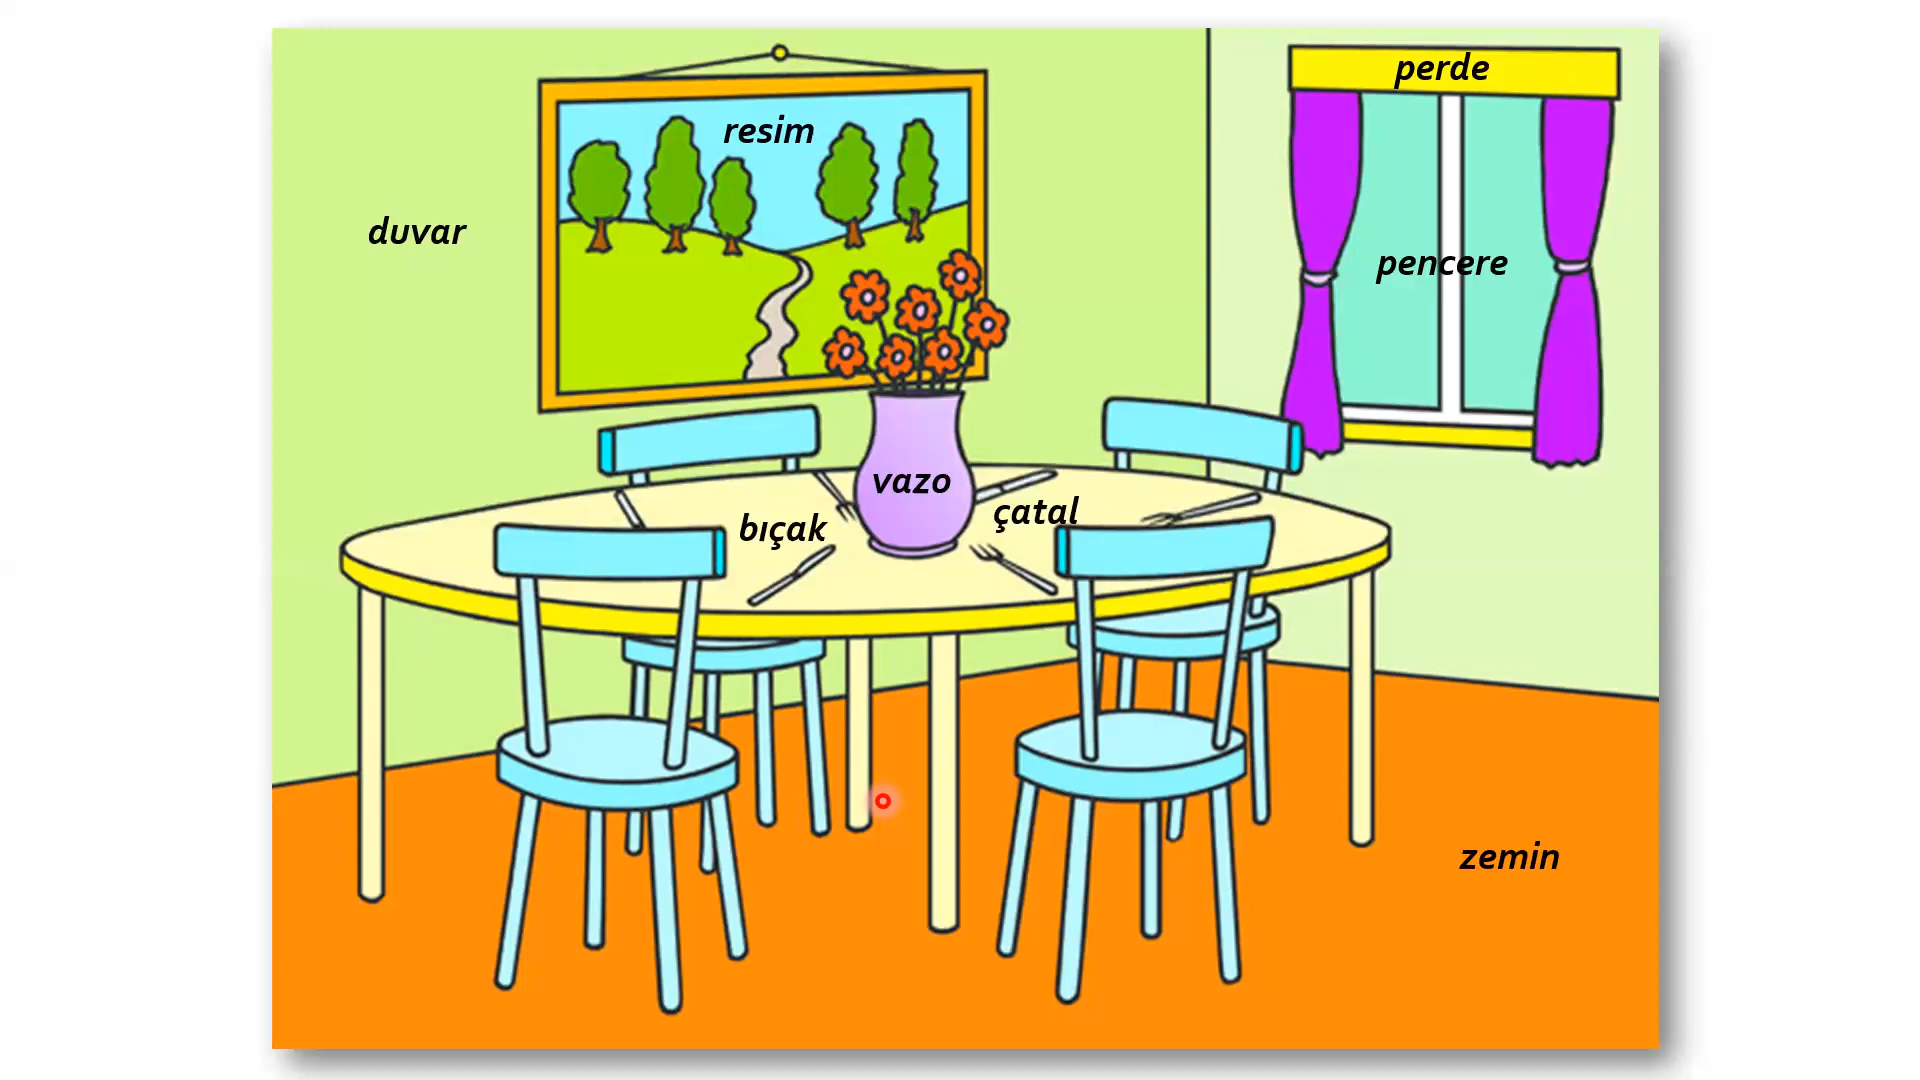 perde
resim
duvar
pencere
vazo
çatal
bıçak
zemin